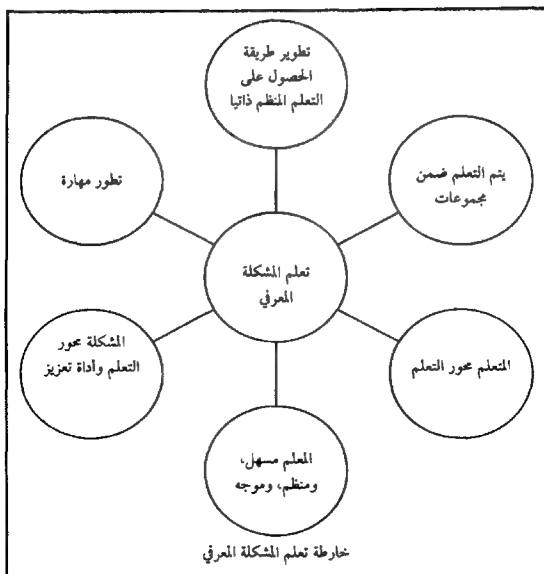 تطوير طريقة
الحصول على
التعلم المنظم ذاتيا
يتم التعلم ضمن
مجموعات
تطور مهارة
تعلم المشكلة
المعرفي
المتعلم محور التعلم
المشكلة محور
التعلم وأداة تعزيز
المعلم مسهل،
ومنظم، وموجه
خارطة تعلم المشكلة المعرفي